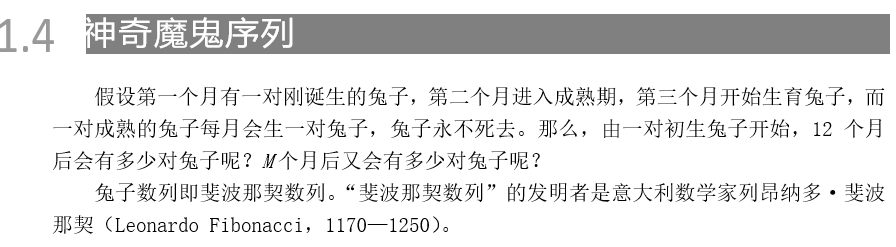 1.4 神奇魔鬼序列
假设第一个月有一对刚诞生的兔子，第二个月进入成熟期，第三个月开始生育兔子，而
一对成熟的兔子每月会生一对兔子，兔子永不死去。那么，由一对初生兔子开始，12 个月
后会有多少对兔子呢？M个月后又会有多少对兔子呢？
兔子数列即斐波那契数列。“斐波那契数列”的发明者是意大利数学家列昂纳多·斐波
那契（Leonardo Fibonacci，1170—1250）。